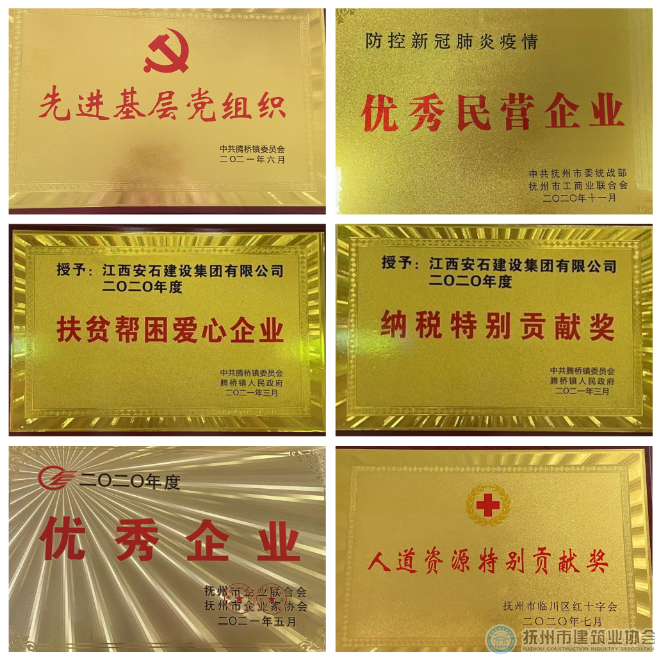 先进基层党组织
中共腾桥镇委员会
二〇二一年六月
防控新冠肺炎疫情
优秀民营企业
中共抚州市委统战部
抚州市工商业联合会
二〇二〇年十一月
授予：江西安石建设集团有限公司
二〇二〇年度
扶贫帮困爱心企业
中共腾桥镇委员会
腾桥镇人民政府
二〇二一年三月
授予：江西安石建设集团有限公司
二〇二〇年度
纳税特别贡献奖
中共腾桥镇委员会
腾桥镇人民政府
二〇二一年三月
二〇二〇年度
优秀企业
抚州市企业联合会
抚州市企业家协会
二〇二一年五月
人道资源特别贡献奖
抚州市临川区红十字会
二〇二〇年七月
抚州市建筑业协会
FUZHOU CONSTRUCTION INDUSTRY ASSOCIATION